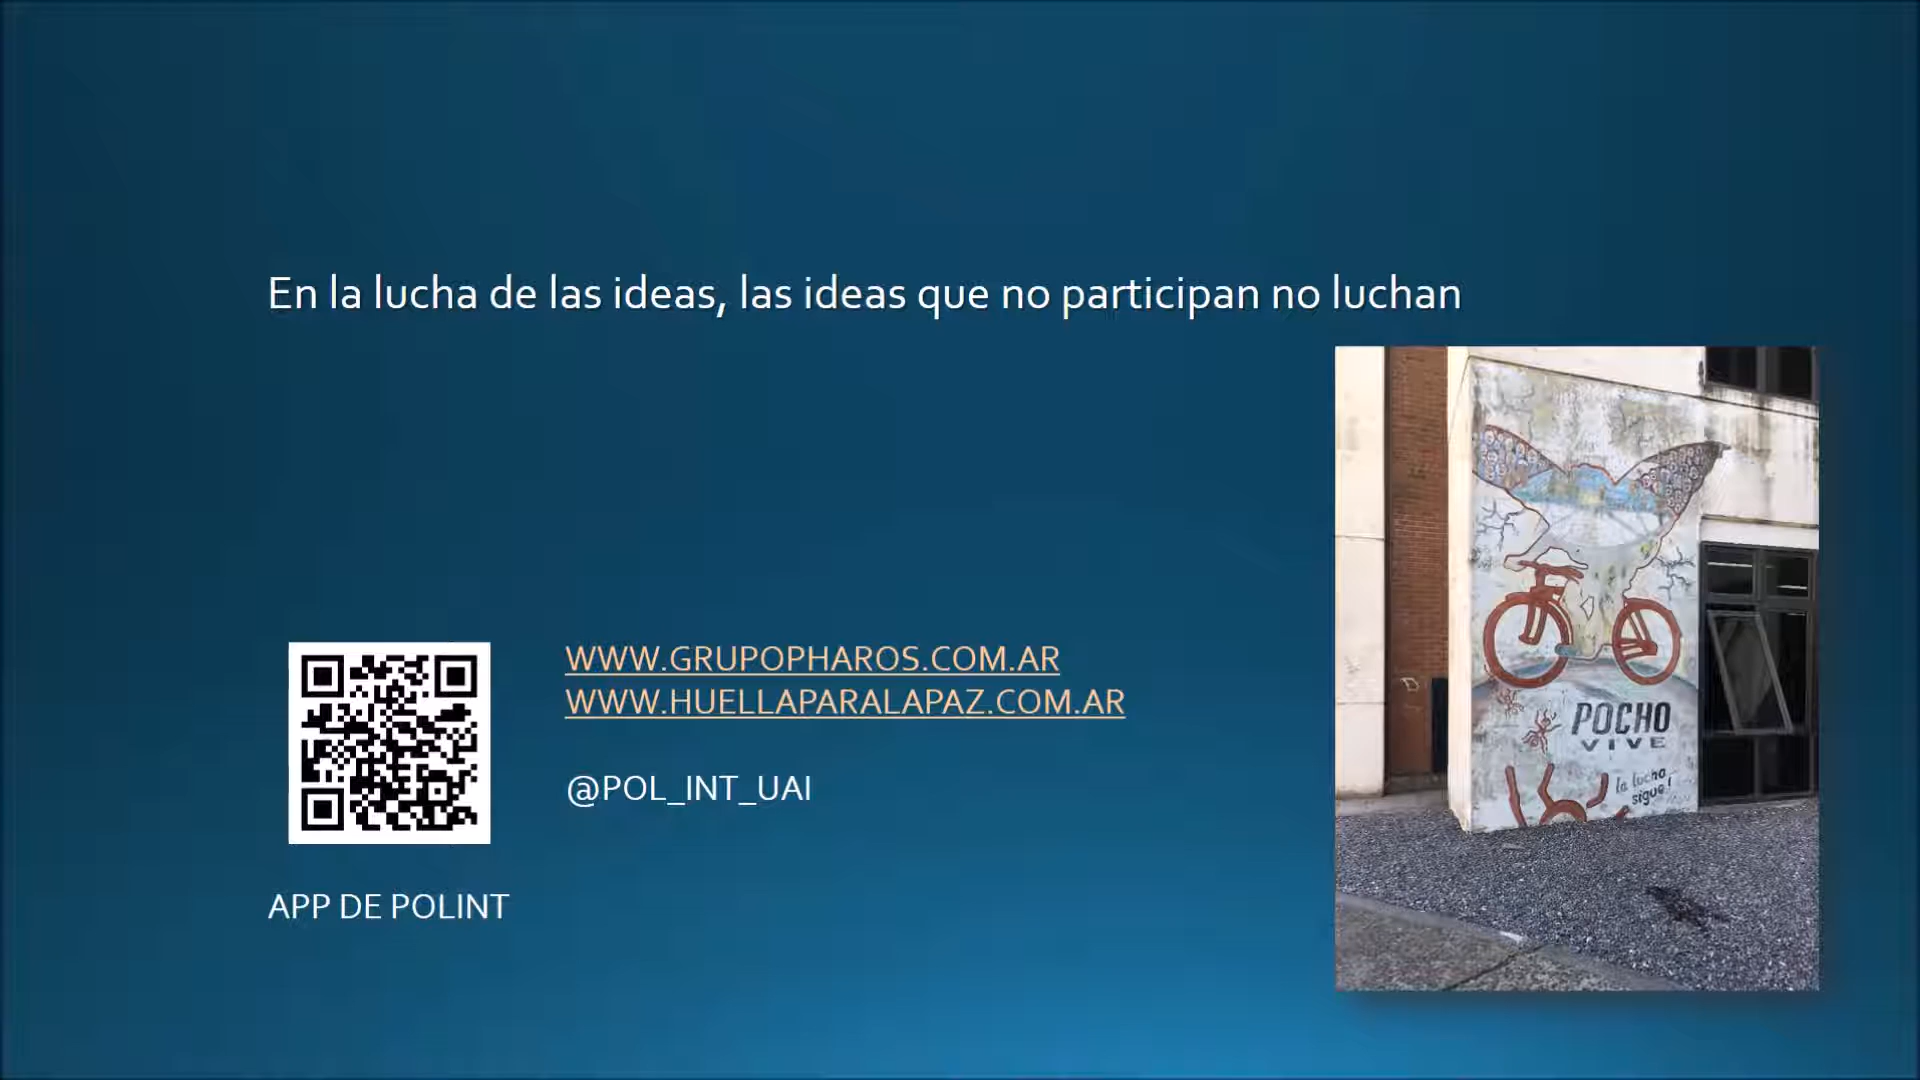 En la lucha de las ideas, las ideas que no participan no luchan
WWW.GRUPOPHAROS.COM.AR
WWW.HUELLAPARALAPAZ.COM.AR
@POL_INT_UAI
APP DE POLINT
POCHO
VIVE
la lucha
sigue!